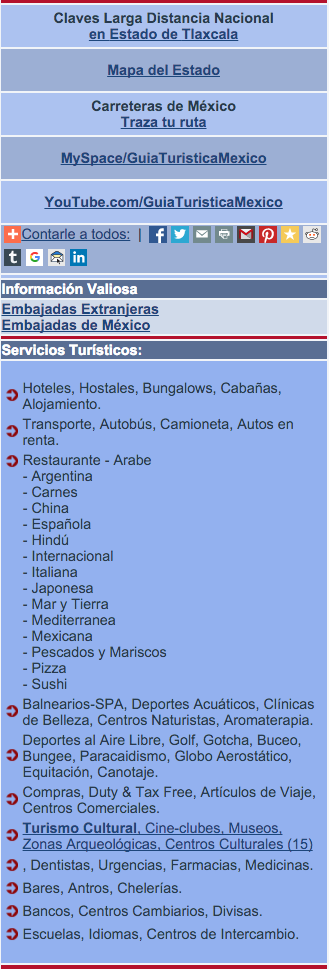 Claves Larga Distancia Nacional
en Estado de Tlaxcala
Mapa del Estado
Carreteras de México
Traza tu ruta
MySpace/GuiaTuristicaMexico
YouTube.com/GuiaTuristicaMexico
Contarle a todos: |
Información Valiosa
Embajadas Extranjeras
Embajadas de México
Servicios Turísticos:
Hoteles, Hostales, Bungalows, Cabañas,
Alojamiento.
Transporte, Autobús, Camioneta, Autos en
renta.
Restaurante - Arabe
- Argentina
- Carnes
- China
- Española
- Hindú
- Internacional
- Italiana
- Japonesa
- Mar y Tierra
- Mediterranea
- Mexicana
- Pescados y Mariscos
- Pizza
- Sushi
Balnearios-SPA, Deportes Acuáticos, Clínicas
de Belleza, Centros Naturistas, Aromaterapia.
Deportes al Aire Libre, Golf, Gotcha, Buceo,
Bungee, Paracaidismo, Globo Aerostático,
Equitación, Canotaje.
Compras, Duty & Tax Free, Artículos de Viaje,
Centros Comerciales.
Turismo Cultural, Cine-clubes, Museos,
Zonas Arqueológicas, Centros Culturales (15)
, Dentistas, Urgencias, Farmacias, Medicinas.
Bares, Antros, Chelerías.
Bancos, Centros Cambiarios, Divisas.
Escuelas, Idiomas, Centros de Intercambio.